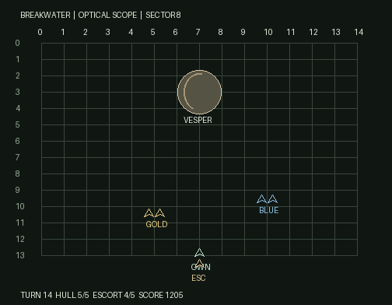 BREAKWATER | OPTICAL SCOPE | SECTOR 8
0 1 2 3 4 5 6 7 8 9 10 11 12 13 14
0
1
2
3
4
VESPER
5
6
7
8
9
10
BLUE
11
GOLD
12
13
OWN
ESC
TURN 14 HULL 5/5 ESCORT 4/5 SCORE 1205